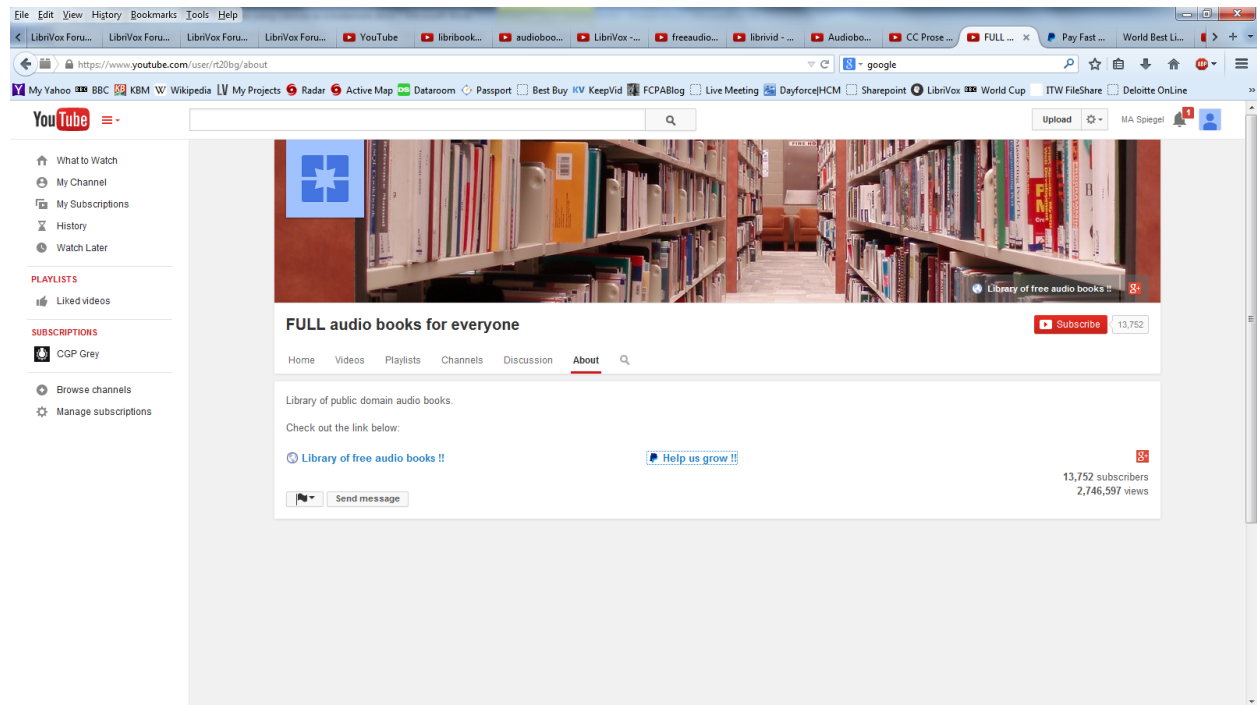 File Edit View History Bookmarks Tools Help
LibriVox Foru... LibriVox Foru... LibriVox Foru... LibriVox Foru... YouTube libribook... audioboo... LibriVox -... freeaudio... librivid - ... Audiobo... CC Prose ... FULL ... × Pay Fast ... World Best Li...
https://www.youtube.com/user/rt20bg/about google
My Yahoo BBC KBM Wikipedia My Projects Radar Active Map Dataroom Passport Best Buy KeepVid FCPABlog Live Meeting Dayforce|HCM Sharepoint LibriVox World Cup ITW FileShare Deloitte OnLine
YouTube Upload MA Spiegel 1
What to Watch
My Channel
My Subscriptions
History
Watch Later
PLAYLISTS
Liked videos
SUBSCRIPTIONS
CGP Grey
Browse channels
Manage subscriptions
Library of free audio books !!
FULL audio books for everyone
Subscribe 13,752
Home Videos Playlists Channels Discussion About
Library of public domain audio books.
Check out the link below:
Library of free audio books !! Help us grow !!
13,752 subscribers
2,746,597 views
Send message